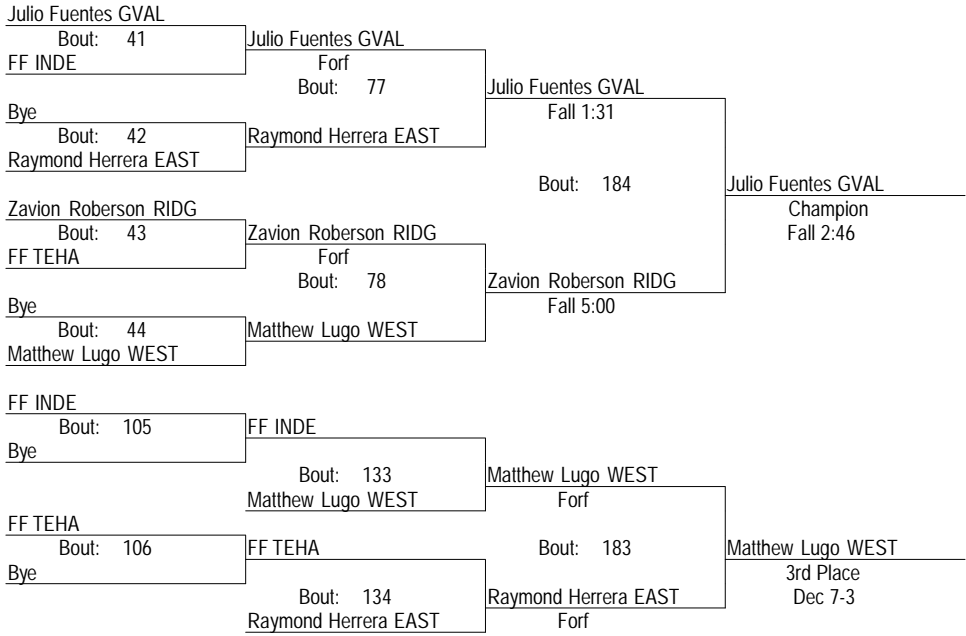 Julio Fuentes GVAL
Bout: 41
Julio Fuentes GVAL
FF INDE
Forf
Bout: 77
Julio Fuentes GVAL
Bye
Fall 1:31
Bout: 42
Raymond Herrera EAST
Raymond Herrera EAST
Bout: 184
Julio Fuentes GVAL
Zavion Roberson RIDG
Champion
Bout: 43
Zavion Roberson RIDG
Fall 2:46
FF TEHA
Forf
Bout: 78
Zavion Roberson RIDG
Bye
Fall 5:00
Bout: 44
Matthew Lugo WEST
Matthew Lugo WEST
FF INDE
Bout: 105
FF INDE
Bye
Bout: 133
Matthew Lugo WEST
Matthew Lugo WEST
Forf
FF TEHA
Bout: 106
FF TEHA
Bout: 183
Matthew Lugo WEST
Bye
3rd Place
Bout: 134
Raymond Herrera EAST
Dec 7-3
Raymond Herrera EAST
Forf